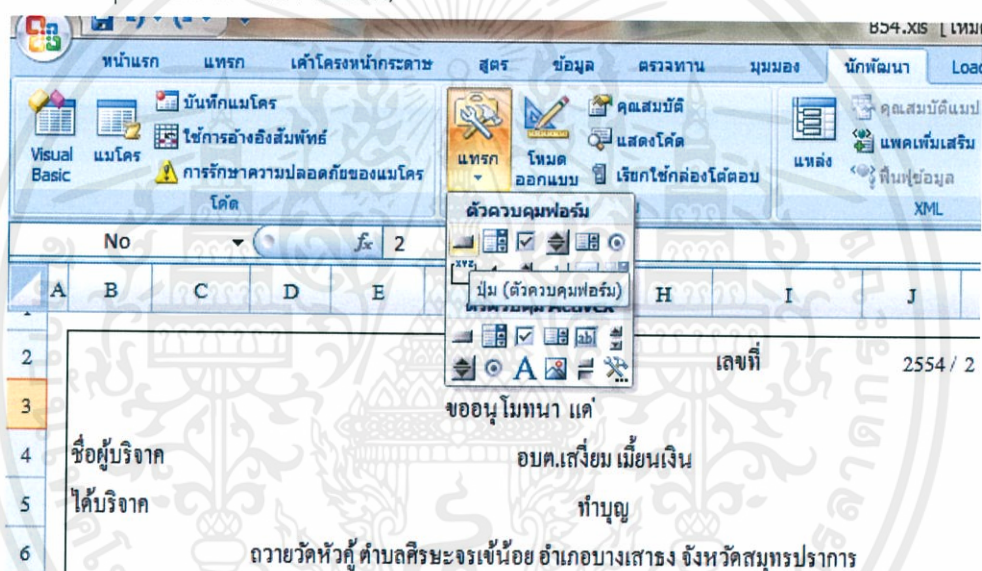 B54.xls [ โหมด
หน้าแรก แทรก เค้าโครงหน้ากระดาษ สูตร ข้อมูล ตรวจทาน มุมมอง นักพัฒนา Load
Visual Basic แมโคร บันทึกแมโคร
ใช้การอ้างอิงสัมพัทธ์
การรักษาความปลอดภัยของแมโคร
โค้ด
แทรก โหมดออกแบบ คุณสมบัติ
แสดงโค้ด
เรียกใช้กล่องโต้ตอบ
แหล่ง คุณสมบัติแมป
แพคเพิ่มเสริม
ฟื้นฟูข้อมูล
XML
ตัวควบคุมฟอร์ม
No fx 2
ปุ่ม (ตัวควบคุมฟอร์ม)
A B C D E H I J
ตัวควบคุม ActiveX
2 เลขที่ 2554 / 2
3 ขออนุโมทนา แด่
4 ชื่อผู้บริจาค อบต.เสงี่ยม เมี้ยนเงิน
5 ได้บริจาค ทำบุญ
6 ถวายวัดหัวคู้ ตำบลศีรษะจรเข้น้อย อำเภอบางเสาธง จังหวัดสมุทรปราการ